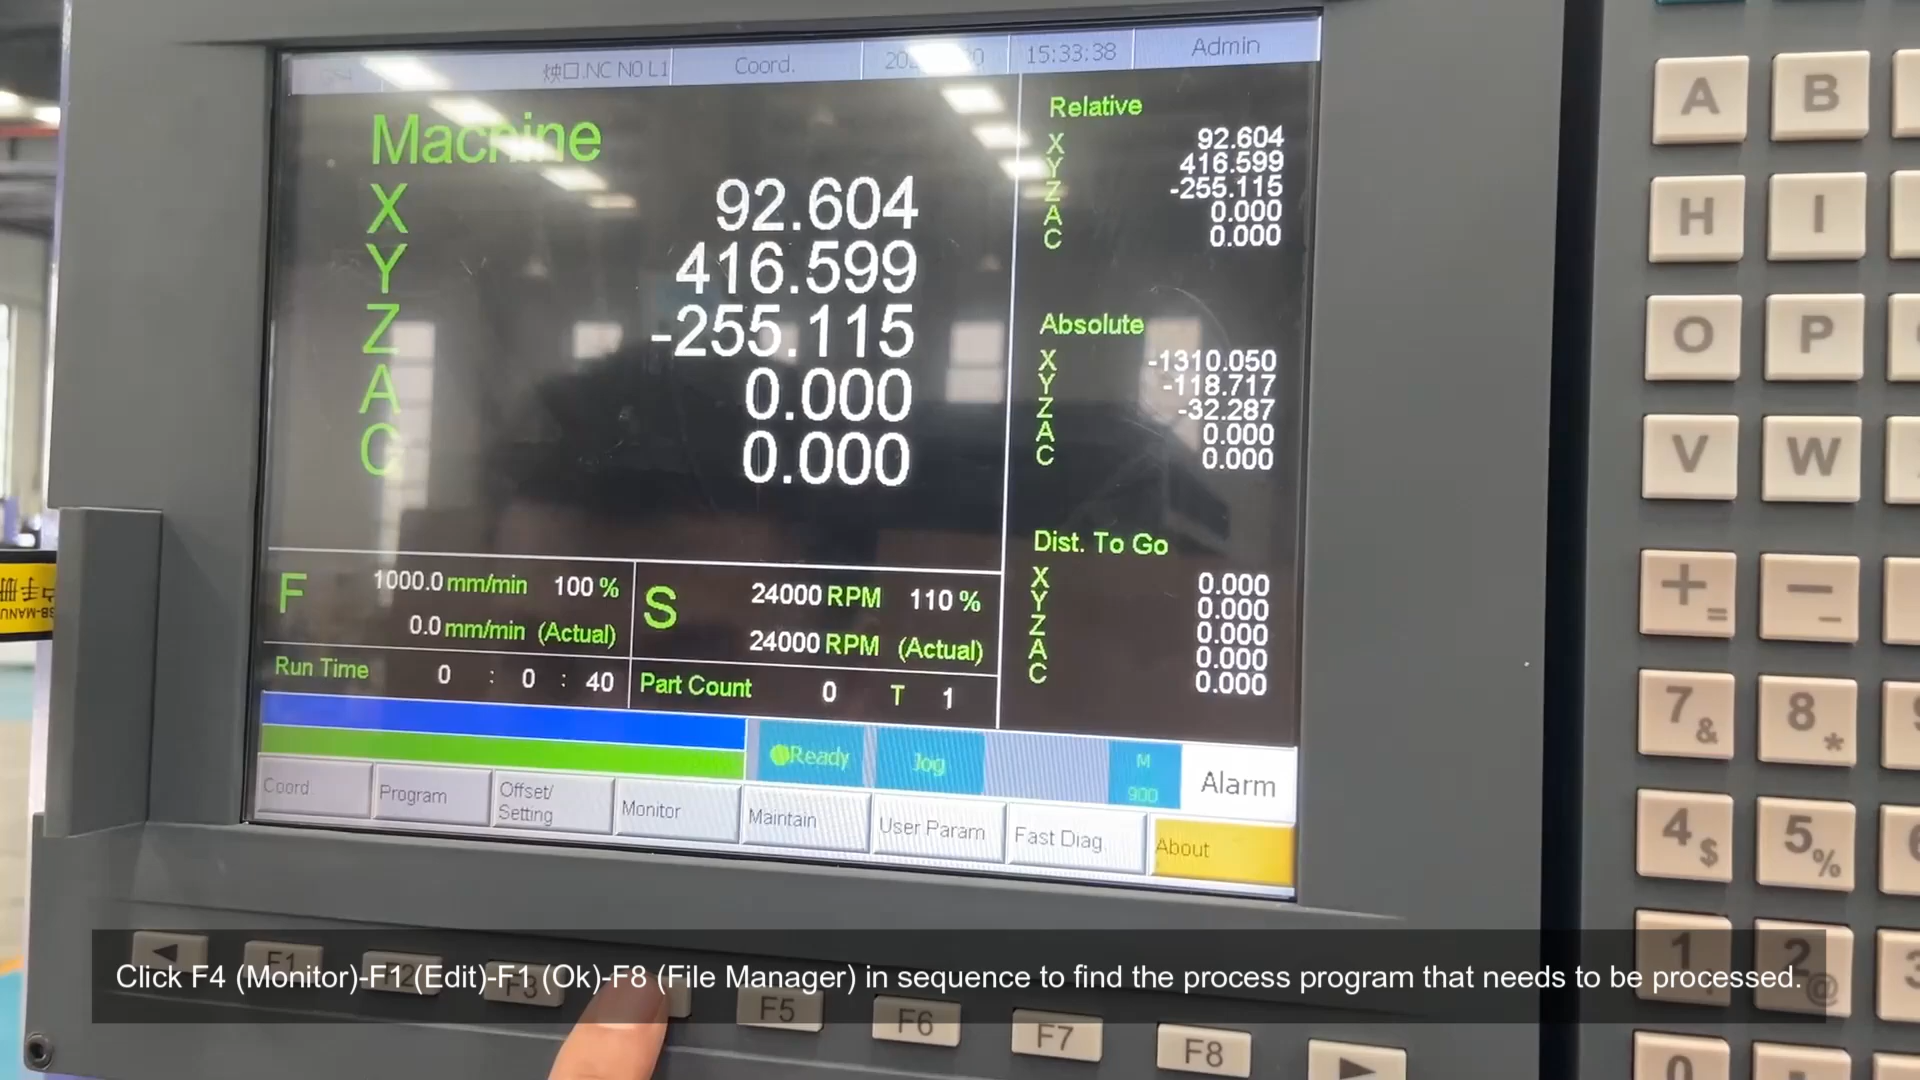 G54 炴口.NC N0 L1 Coord. 15:33:38 Admin
Machine
X 92.604
Y 416.599
Z -255.115
A 0.000
C 0.000
Relative
X 92.604
Y 416.599
Z -255.115
A 0.000
C 0.000
Absolute
X -1310.050
Y -118.717
Z -32.287
A 0.000
C 0.000
Dist. To Go
X 0.000
Y 0.000
Z 0.000
A 0.000
C 0.000
F 1000.0 mm/min 100 %
0.0 mm/min (Actual)
S 24000 RPM 110 %
24000 RPM (Actual)
Run Time 0 : 0 : 40
Part Count 0 T 1
Ready Jog M 900 Alarm
Coord. Program Offset/ Setting Monitor Maintain User Param Fast Diag. About
F1 F2 F3 F5 F6 F7 F8
Click F4 (Monitor)-F1 (Edit)-F1 (Ok)-F8 (File Manager) in sequence to find the process program that needs to be processed.
A B
H I
O P
V W
+ = — _
7 & 8 *
4 $ 5 %
1 2 @
0